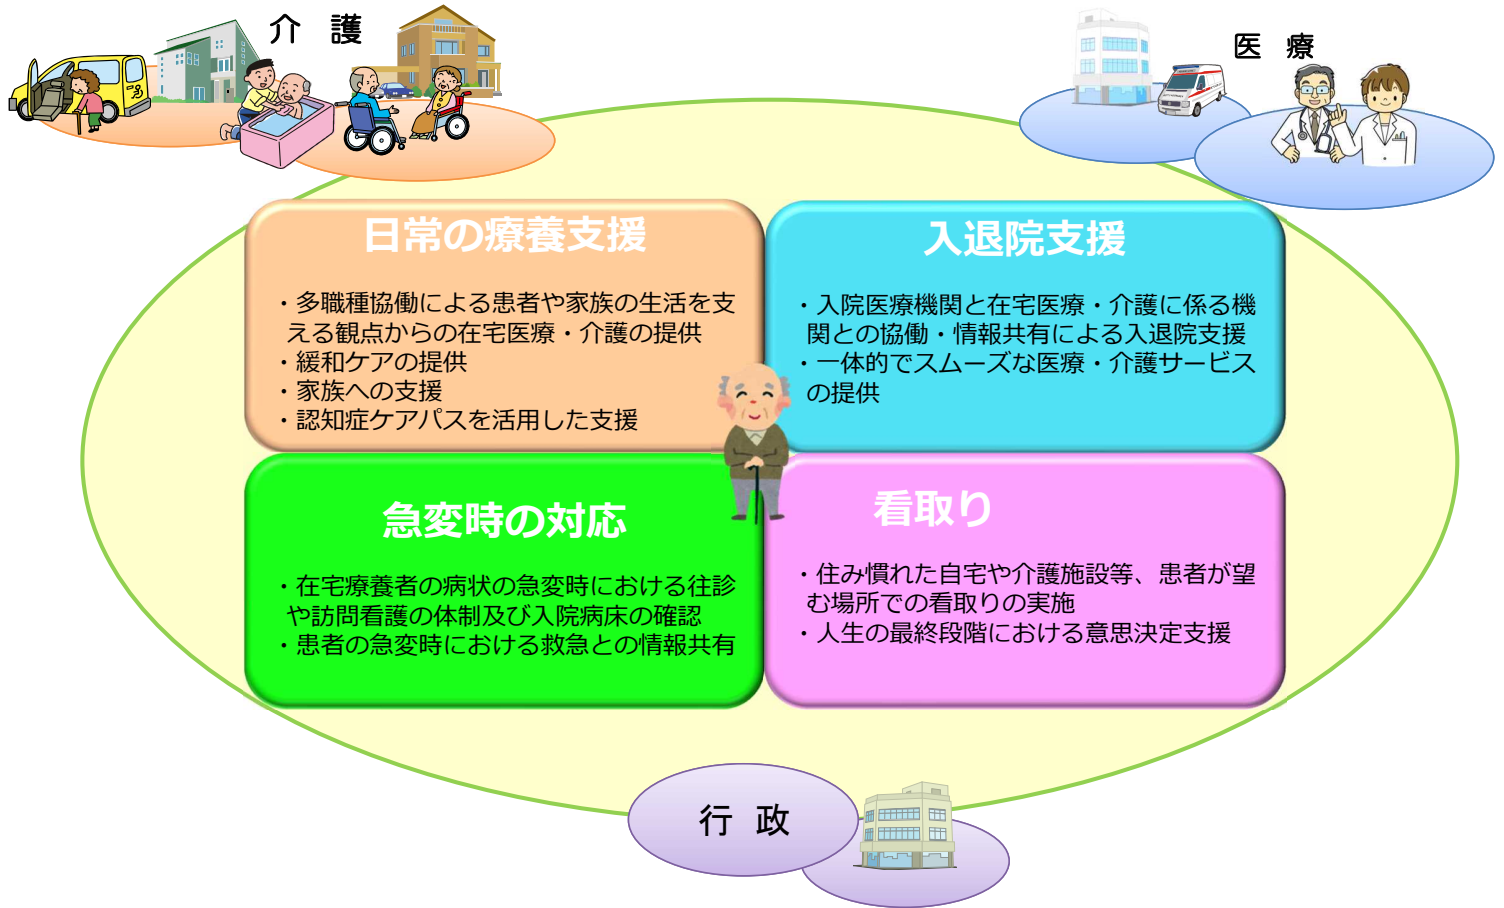 介 護
医 療
日常の療養支援
・多職種協働による患者や家族の生活を支
える観点からの在宅医療・介護の提供
・緩和ケアの提供
・家族への支援
・認知症ケアパスを活用した支援
入退院支援
・入院医療機関と在宅医療・介護に係る機
関との協働・情報共有による入退院支援
・一体的でスムーズな医療・介護サービス
の提供
急変時の対応
・在宅療養者の病状の急変時における往診
や訪問看護の体制及び入院病床の確認
・患者の急変時における救急との情報共有
看取り
・住み慣れた自宅や介護施設等、患者が望
む場所での看取りの実施
・人生の最終段階における意思決定支援
行 政